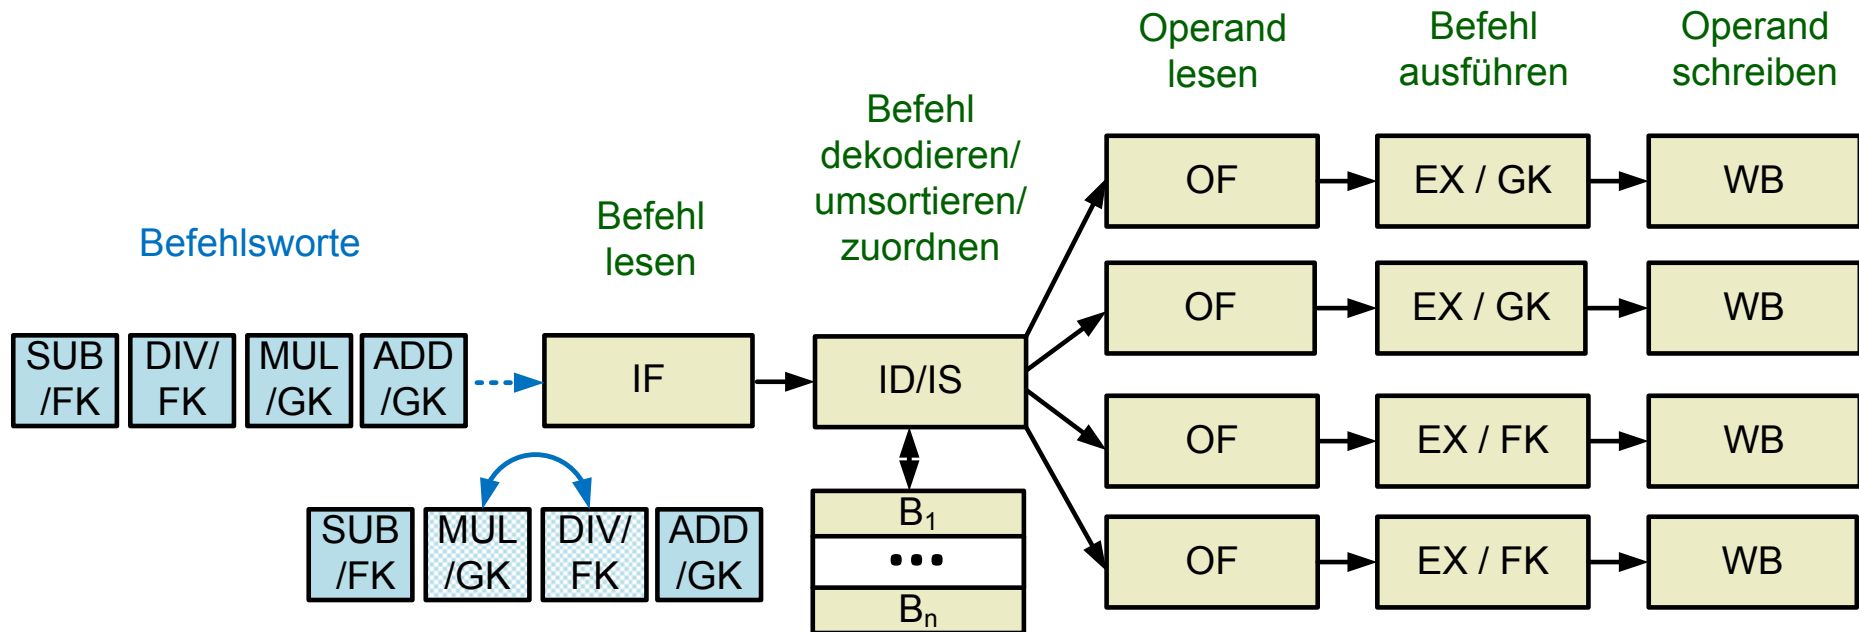 Operand
lesen
Befehl
ausführen
Operand
schreiben
Befehl
dekodieren/
umsortieren/
zuordnen
Befehl
lesen
Befehlsworte
OF
EX / GK
WB
OF
EX / GK
WB
SUB
/FK
DIV/
FK
MUL
/GK
ADD
/GK
IF
ID/IS
OF
EX / FK
WB
SUB
/FK
MUL
/GK
DIV/
FK
ADD
/GK
B₁
•••
Bₙ
OF
EX / FK
WB